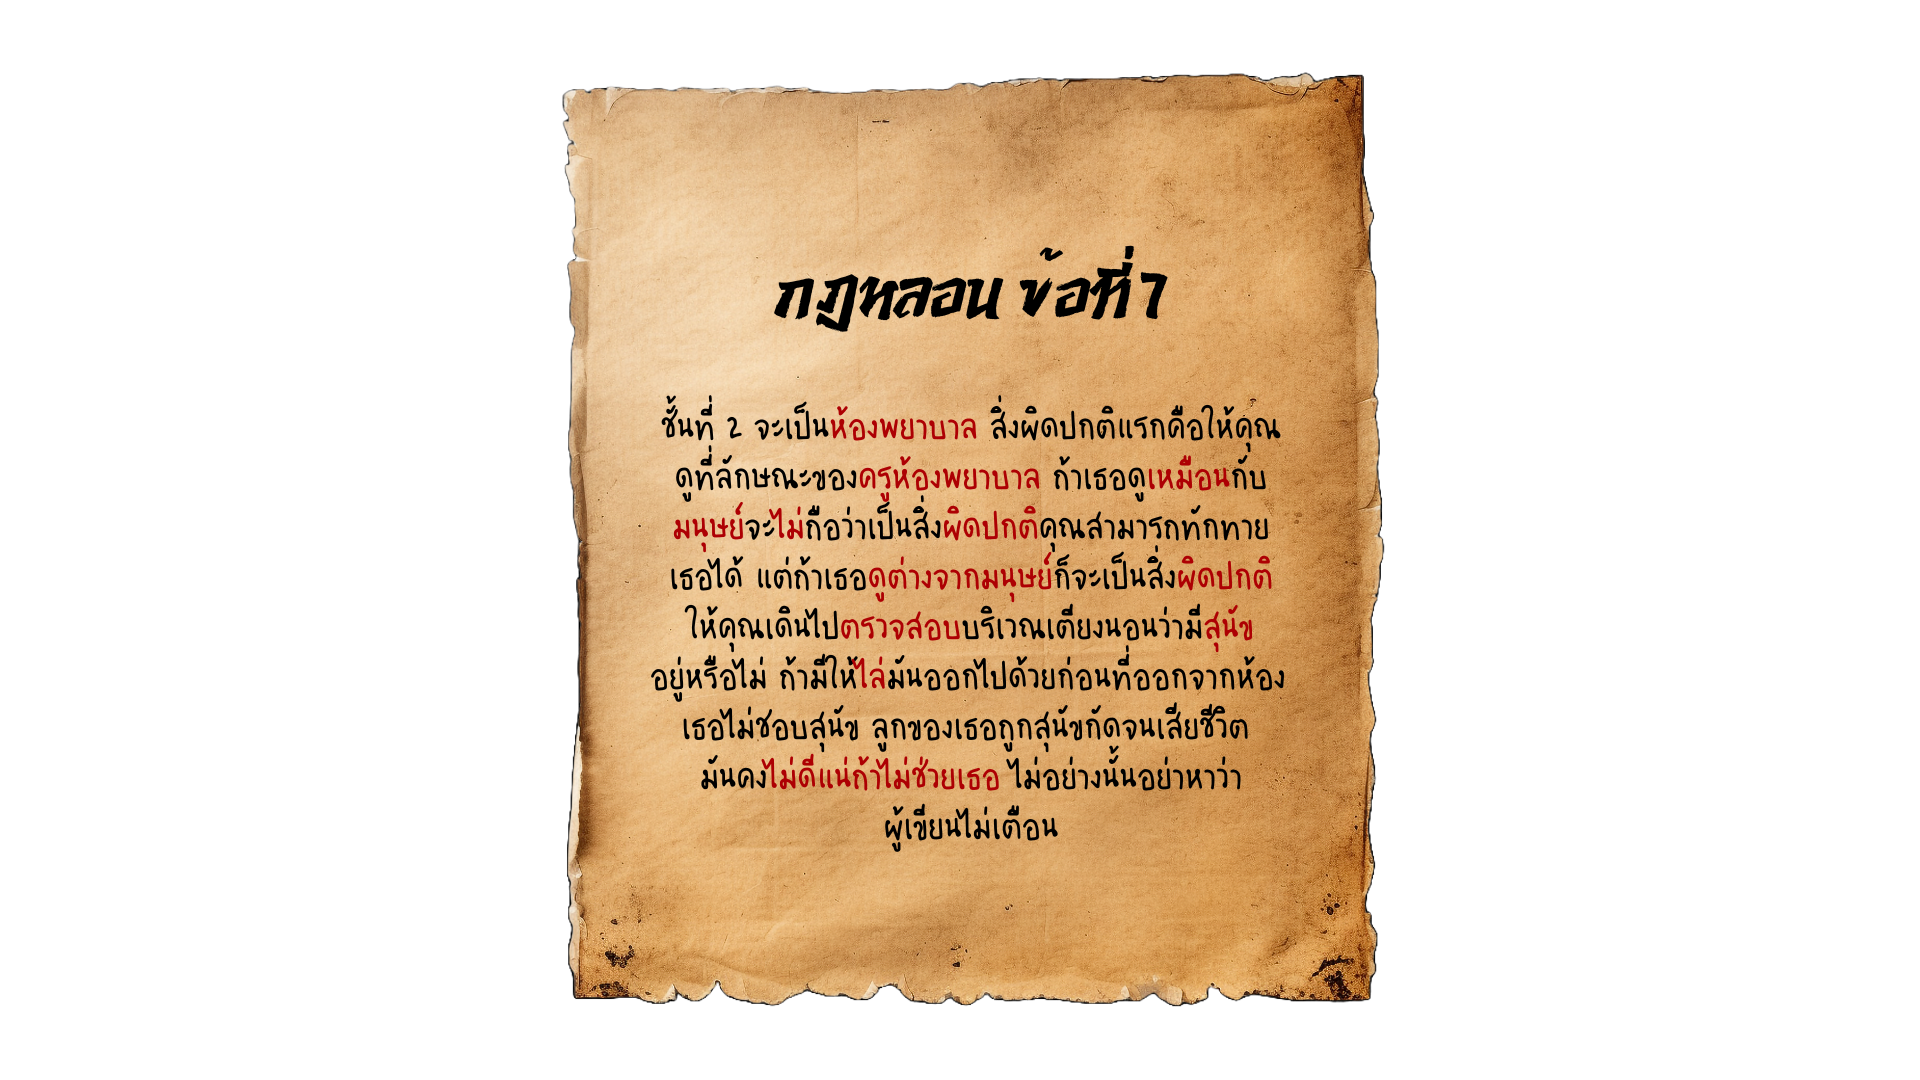 กฎหลอน ข้อที่ 7
ชั้นที่ 2 จะเป็นห้องพยาบาล สิ่งผิดปกติแรกคือให้คุณ
ดูที่ลักษณะของครูห้องพยาบาล ถ้าเธอดูเหมือนกับ
มนุษย์จะไม่ถือว่าเป็นสิ่งผิดปกติคุณสามารถทักทาย
เธอได้ แต่ถ้าเธอดูต่างจากมนุษย์ก็จะเป็นสิ่งผิดปกติ
ให้คุณเดินไปตรวจสอบบริเวณเตียงนอนว่ามีสุนัข
อยู่หรือไม่ ถ้ามีให้ไล่มันออกไปด้วยก่อนที่ออกจากห้อง
เธอไม่ชอบสุนัข ลูกของเธอถูกสุนัขกัดจนเสียชีวิต
มันคงไม่ดีแน่ถ้าไม่ช่วยเธอ ไม่อย่างนั้นอย่าหาว่า
ผู้เขียนไม่เตือน